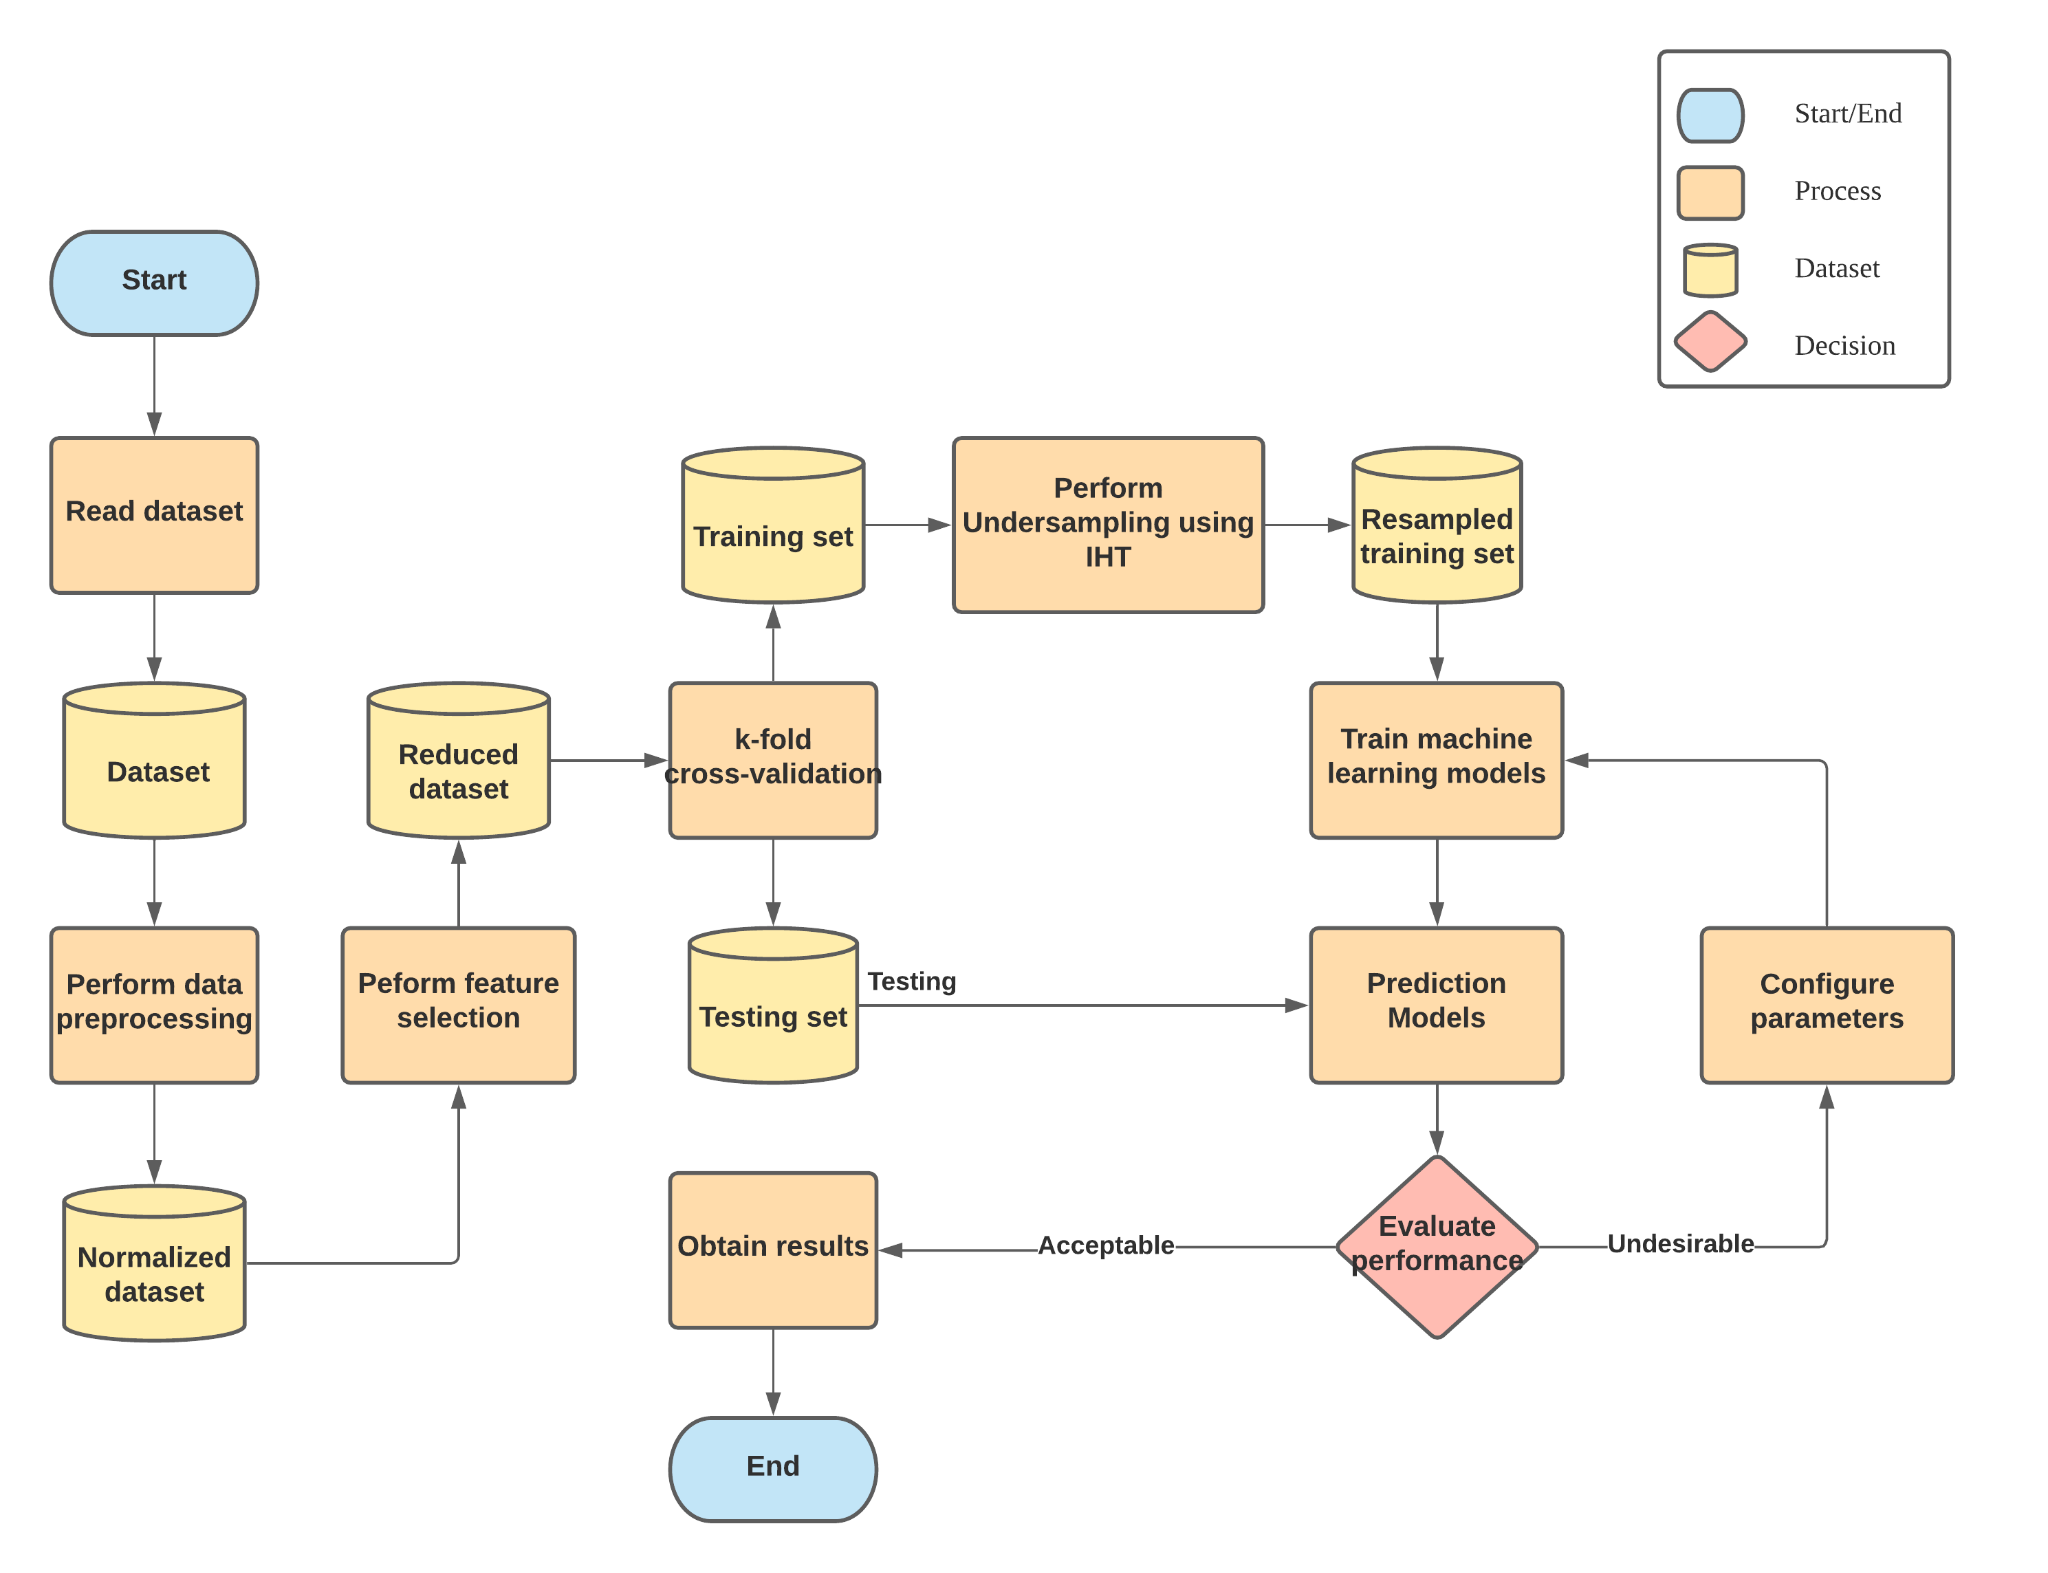 Start/End
Process
Dataset
Decision
Start
Read dataset
Dataset
Perform data
preprocessing
Normalized
dataset
Peform feature
selection
Reduced
dataset
k-fold
cross-validation
Training set
Perform
Undersampling using
IHT
Resampled
training set
Train machine
learning models
Testing set
Testing
Prediction
Models
Configure
parameters
Evaluate
performance
Undesirable
Acceptable
Obtain results
End